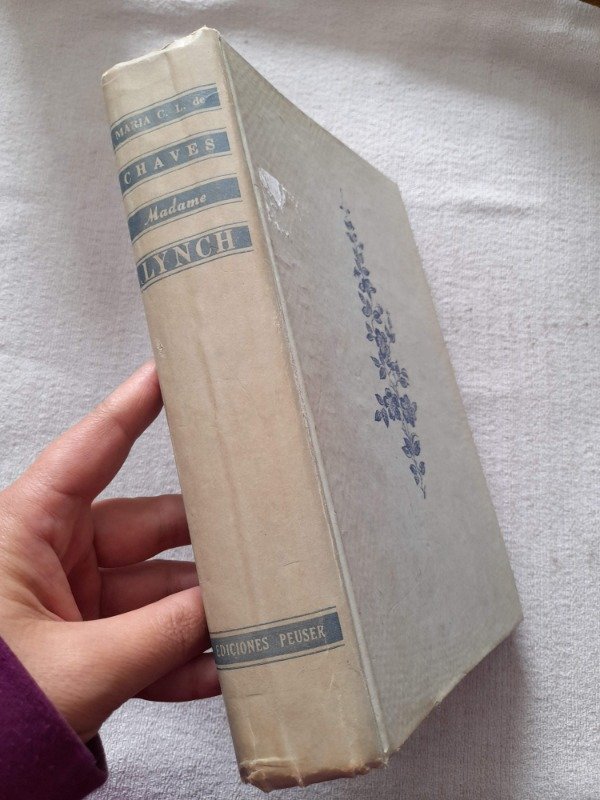 MARIA C. L. de
CHAVES
Madame
LYNCH
EDICIONES PEUSER